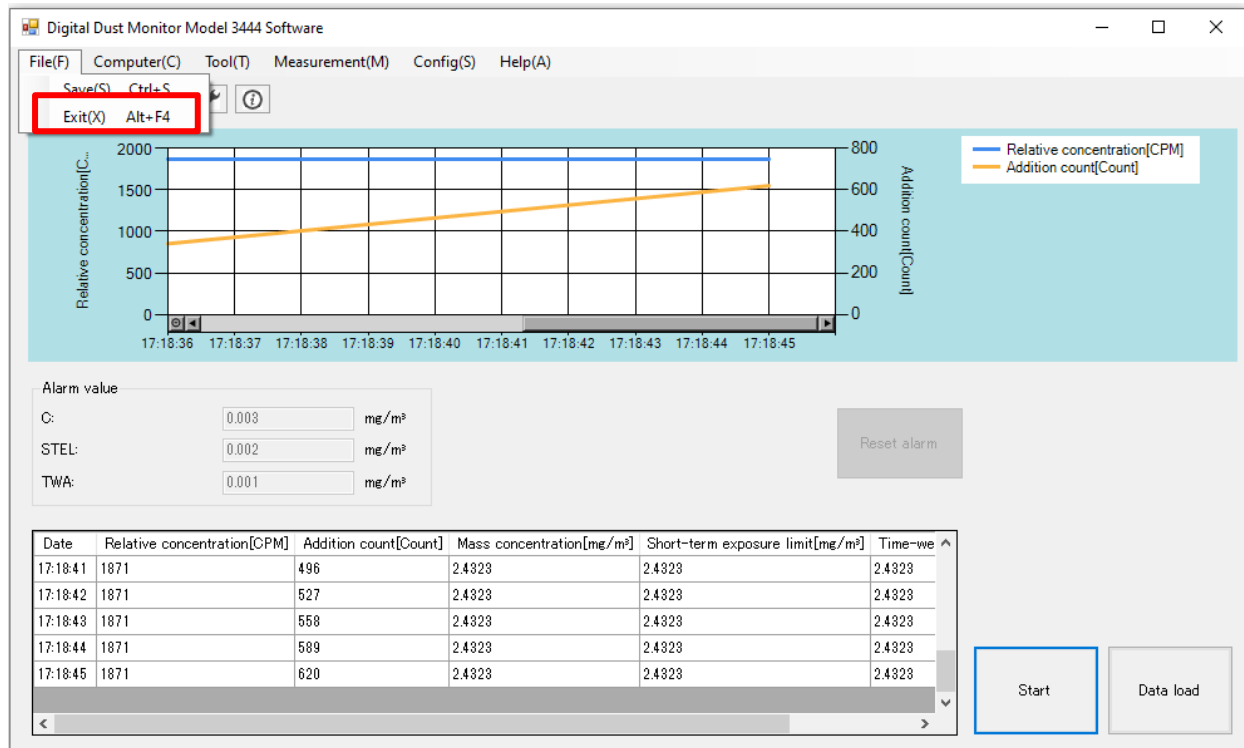 Digital Dust Monitor Model 3444 Software
File(F) Computer(C) Tool(T) Measurement(M) Config(S) Help(A)
Save(S) Ctrl+S
Exit(X) Alt+F4
Relative concentration[C...
2000
1500
1000
500
0
800
600
400
200
0
Addition count[Count]
Relative concentration[CPM]
Addition count[Count]
17:18:36 17:18:37 17:18:38 17:18:39 17:18:40 17:18:41 17:18:42 17:18:43 17:18:44 17:18:45
Alarm value
C: 0.003 mg/m³
STEL: 0.002 mg/m³
TWA: 0.001 mg/m³
Reset alarm
Date Relative concentration[CPM] Addition count[Count] Mass concentration[mg/m³] Short-term exposure limit[mg/m³] Time-we
17:18:41 1871 496 2.4323 2.4323 2.4323
17:18:42 1871 527 2.4323 2.4323 2.4323
17:18:43 1871 558 2.4323 2.4323 2.4323
17:18:44 1871 589 2.4323 2.4323 2.4323
17:18:45 1871 620 2.4323 2.4323 2.4323
Start
Data load